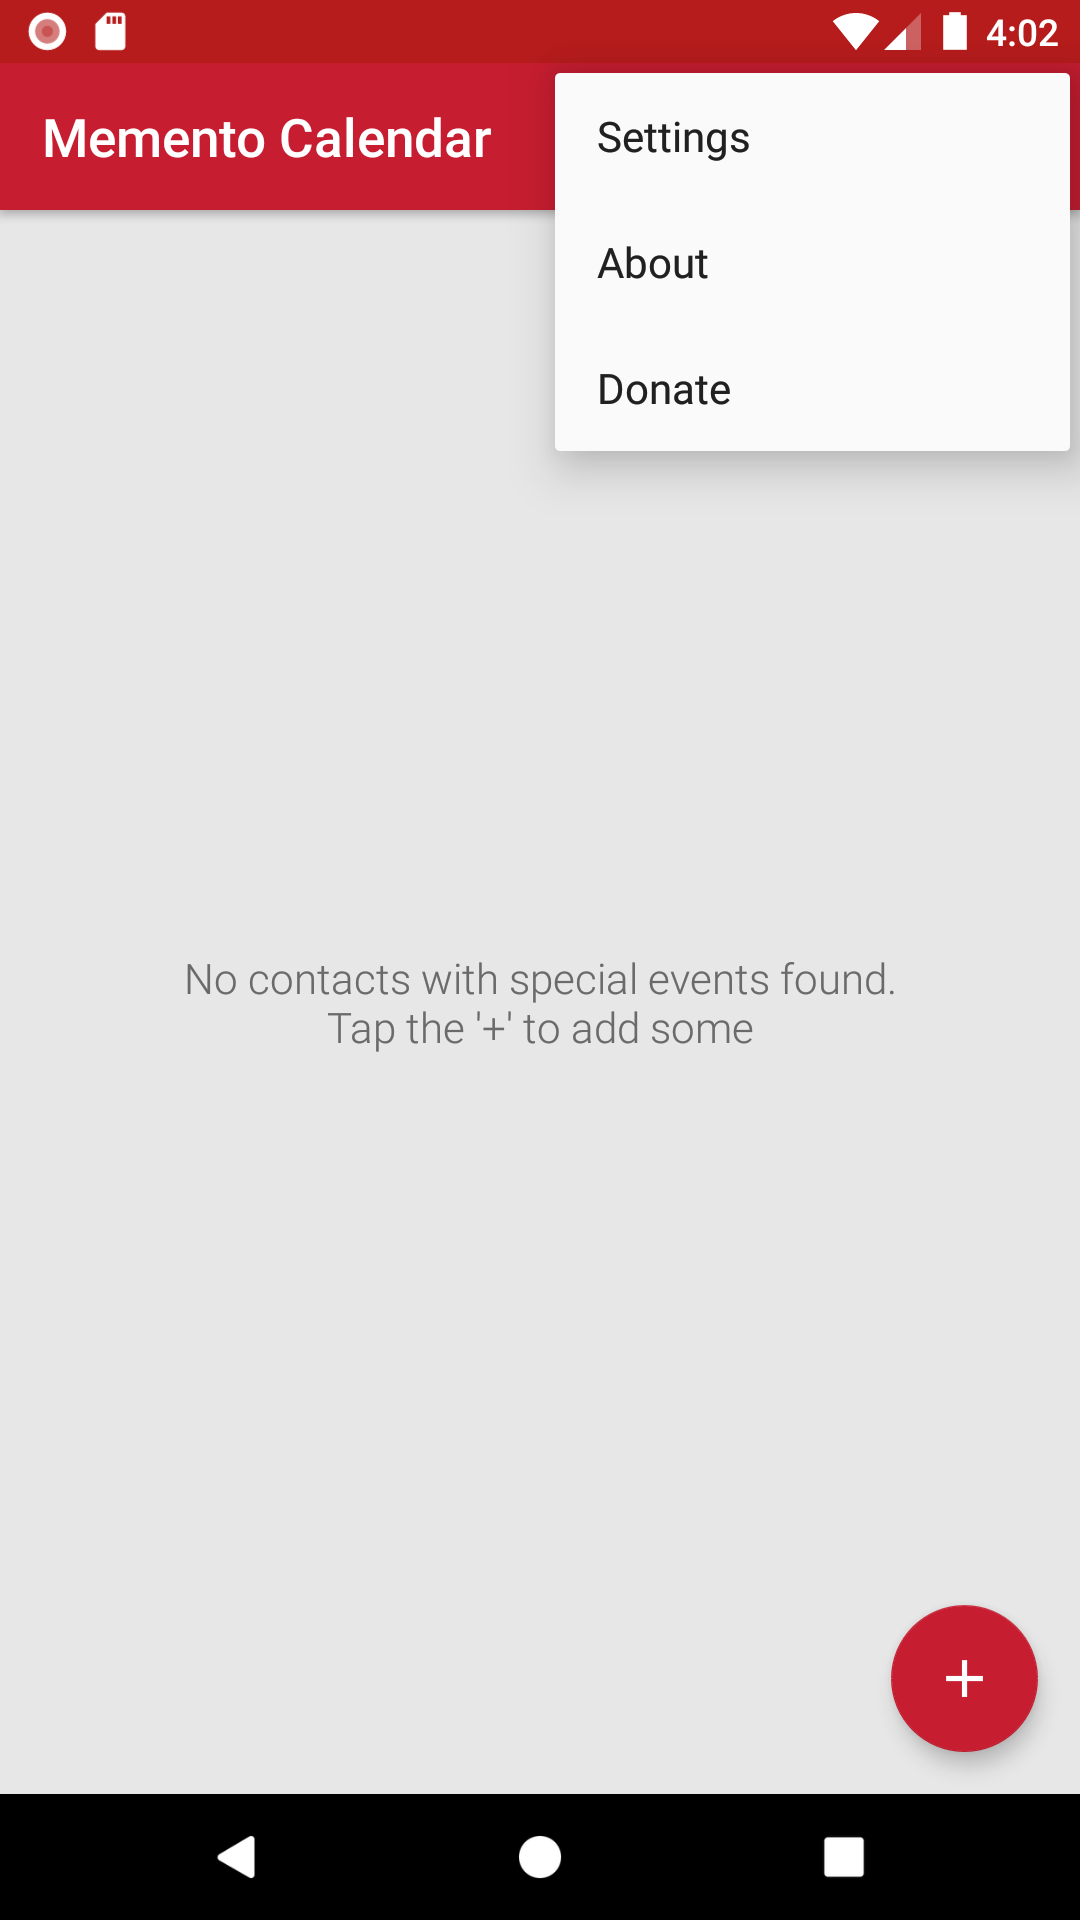 4:02
Memento Calendar
Settings
About
Donate
No contacts with special events found.
Tap the '+' to add some